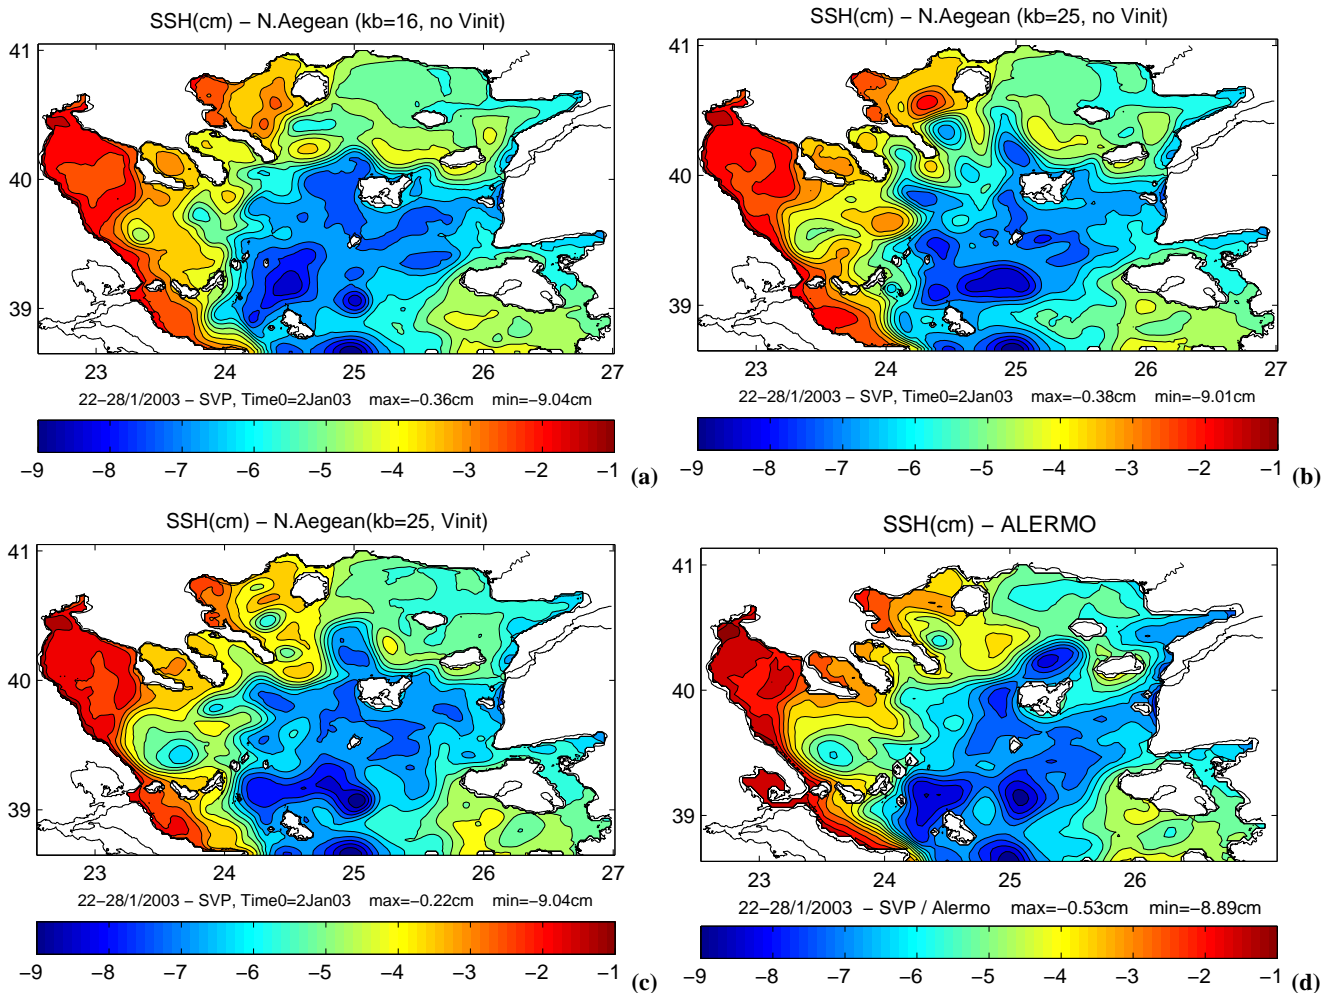 SSH(cm) – N.Aegean (kb=16, no Vinit)
41
40
39
23 24 25 26 27
22–28/1/2003 – SVP, Time0=2Jan03 max=–0.36cm min=–9.04cm
–9 –8 –7 –6 –5 –4 –3 –2 –1
(a)
SSH(cm) – N.Aegean (kb=25, no Vinit)
41
40
39
23 24 25 26 27
22–28/1/2003 – SVP, Time0=2Jan03 max=–0.38cm min=–9.01cm
–9 –8 –7 –6 –5 –4 –3 –2 –1
(b)
SSH(cm) – N.Aegean(kb=25, Vinit)
41
40
39
23 24 25 26 27
22–28/1/2003 – SVP, Time0=2Jan03 max=–0.22cm min=–9.04cm
–9 –8 –7 –6 –5 –4 –3 –2 –1
(c)
SSH(cm) – ALERMO
41
40
39
23 24 25 26
22–28/1/2003 – SVP / Alermo max=–0.53cm min=–8.89cm
–9 –8 –7 –6 –5 –4 –3 –2 –1
(d)